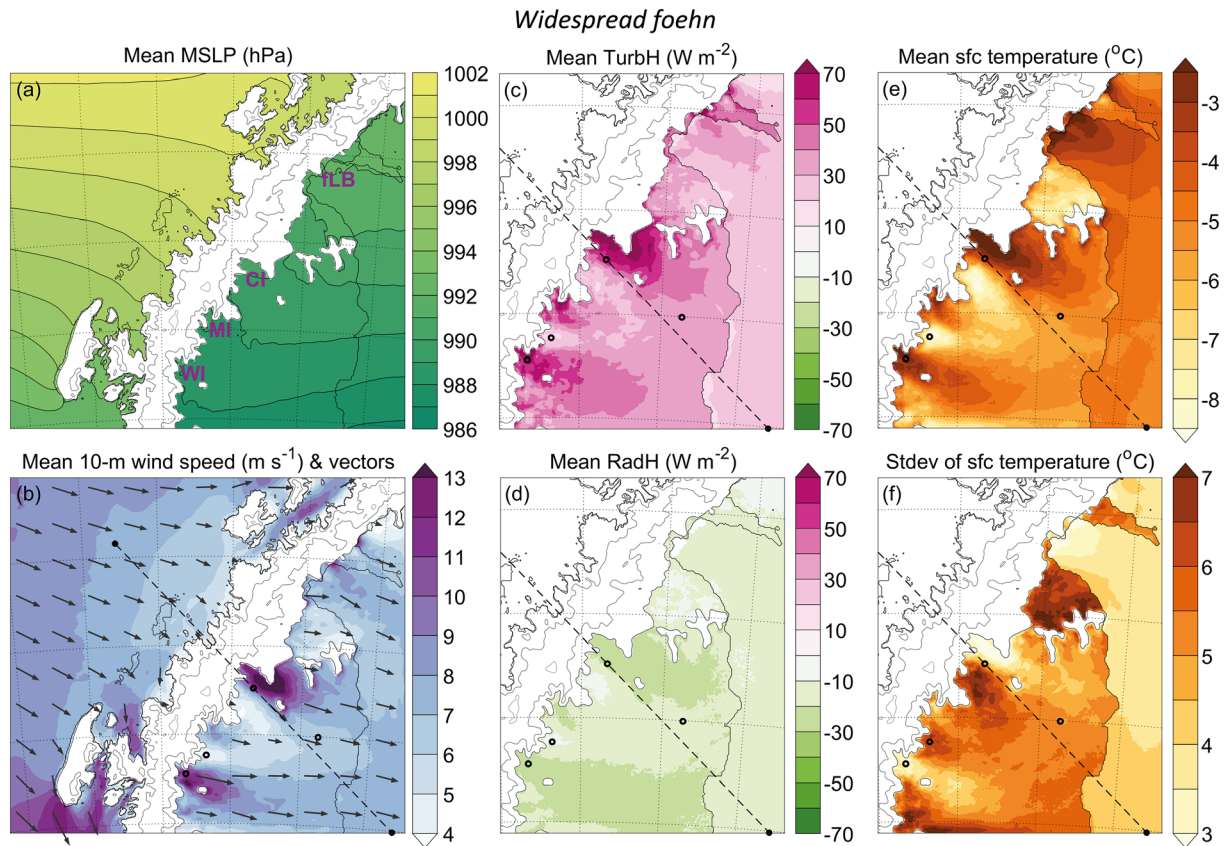 Widespread foehn
Mean MSLP (hPa)
(a)
fLB
CI
MI
WI
1002
1000
998
996
994
992
990
988
986
Mean TurbH (W m-2)
(c)
70
50
30
10
-10
-30
-50
-70
Mean sfc temperature (oC)
(e)
-3
-4
-5
-6
-7
-8
Mean 10-m wind speed (m s-1) & vectors
(b)
13
12
11
10
9
8
7
6
5
4
Mean RadH (W m-2)
(d)
70
50
30
10
-10
-30
-50
-70
Stdev of sfc temperature (oC)
(f)
7
6
5
4
3